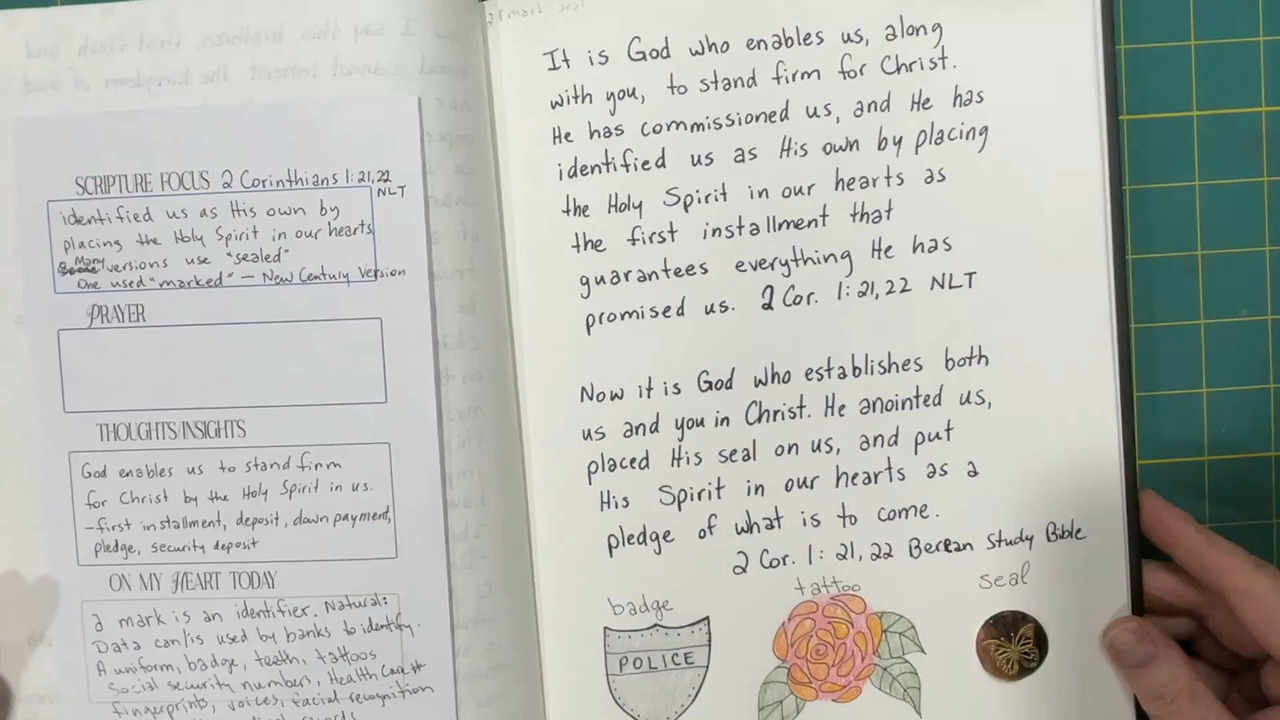 SCRIPTURE FOCUS 2 Corinthians 1:21,22
NLT
identified us as His own by
placing the Holy Spirit in our hearts
Many versions use "sealed"
One used "marked" – New Century Version
PRAYER
THOUGHTS/INSIGHTS
God enables us to stand firm
for Christ by the Holy Spirit in us.
-first installment, deposit, down payment,
pledge, security deposit
ON MY HEART TODAY
a mark is an identifier. Natural:
Data can/is used by banks to identify.
A uniform, badge, teeth, tattoos
Social security numbers, Health Care #
fingerprints, voices, facial recognition
records
mark, seal
It is God who enables us, along
with you, to stand firm for Christ.
He has commissioned us, and He has
identified us as His own by placing
the Holy Spirit in our hearts as
the first installment that
guarantees everything He has
promised us. 2 Cor. 1:21,22 NLT
Now it is God who establishes both
us and you in Christ. He anointed us,
placed His seal on us, and put
His Spirit in our hearts as a
pledge of what is to come.
2 Cor. 1:21,22 Berean Study Bible
badge
tattoo
seal
POLICE